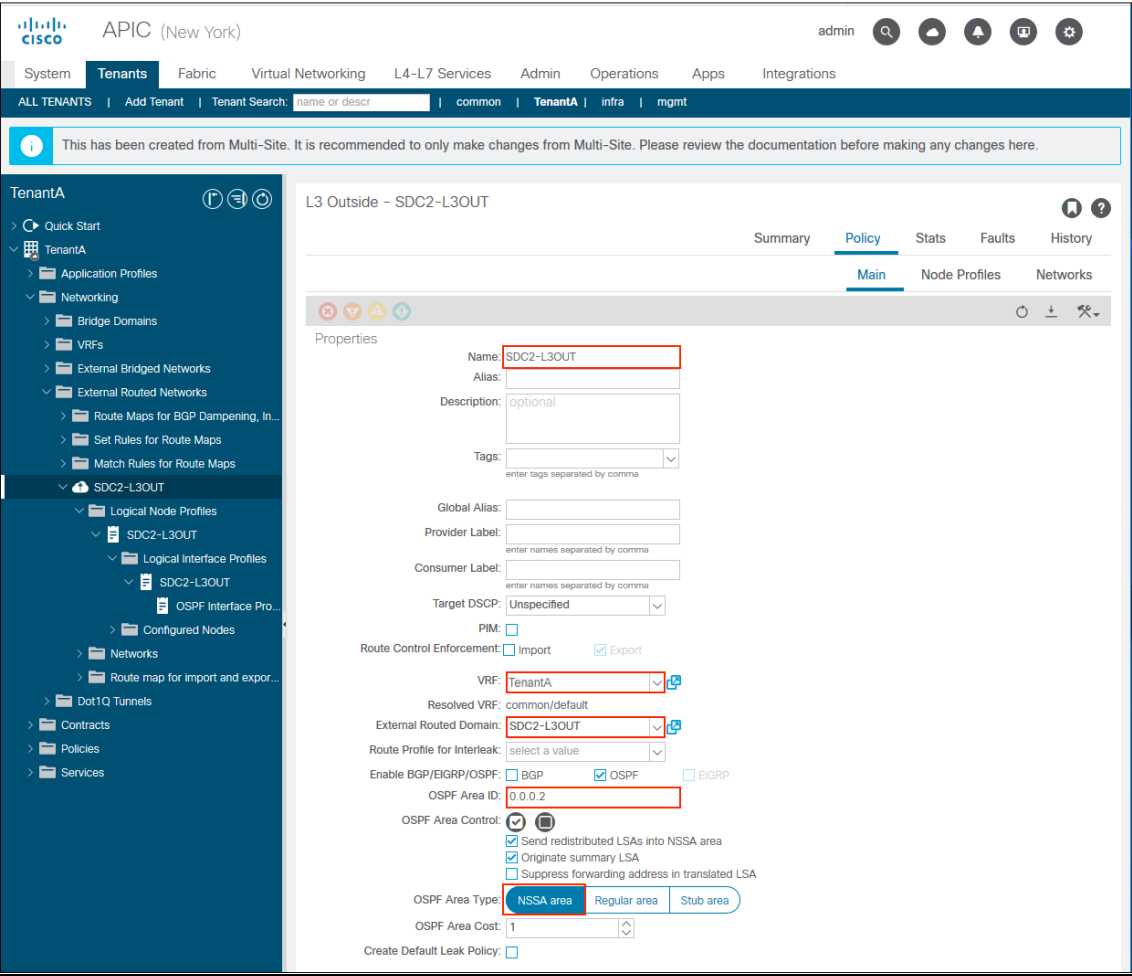 CISCO
APIC (New York)
admin
System Tenants Fabric Virtual Networking L4-L7 Services Admin Operations Apps Integrations
ALL TENANTS | Add Tenant | Tenant Search: name or descr | common | TenantA | infra | mgmt
This has been created from Multi-Site. It is recommended to only make changes from Multi-Site. Please review the documentation before making any changes here.
TenantA
Quick Start
TenantA
Application Profiles
Networking
Bridge Domains
VRFs
External Bridged Networks
External Routed Networks
Route Maps for BGP Dampening, In...
Set Rules for Route Maps
Match Rules for Route Maps
SDC2-L3OUT
Logical Node Profiles
SDC2-L3OUT
Logical Interface Profiles
SDC2-L3OUT
OSPF Interface Pro...
Configured Nodes
Networks
Route map for import and expor...
Dot1Q Tunnels
Contracts
Policies
Services
L3 Outside - SDC2-L3OUT
Summary Policy Stats Faults History
Main Node Profiles Networks
Properties
Name: SDC2-L3OUT
Alias:
Description: optional
Tags:
enter tags separated by comma
Global Alias:
Provider Label:
enter names separated by comma
Consumer Label:
enter names separated by comma
Target DSCP: Unspecified
PIM:
Route Control Enforcement: Import Export
VRF: TenantA
Resolved VRF: common/default
External Routed Domain: SDC2-L3OUT
Route Profile for Interleak: select a value
Enable BGP/EIGRP/OSPF: BGP OSPF EIGRP
OSPF Area ID: 0.0.0.2
OSPF Area Control:
Send redistributed LSAs into NSSA area
Originate summary LSA
Suppress forwarding address in translated LSA
OSPF Area Type: NSSA area Regular area Stub area
OSPF Area Cost: 1
Create Default Leak Policy: